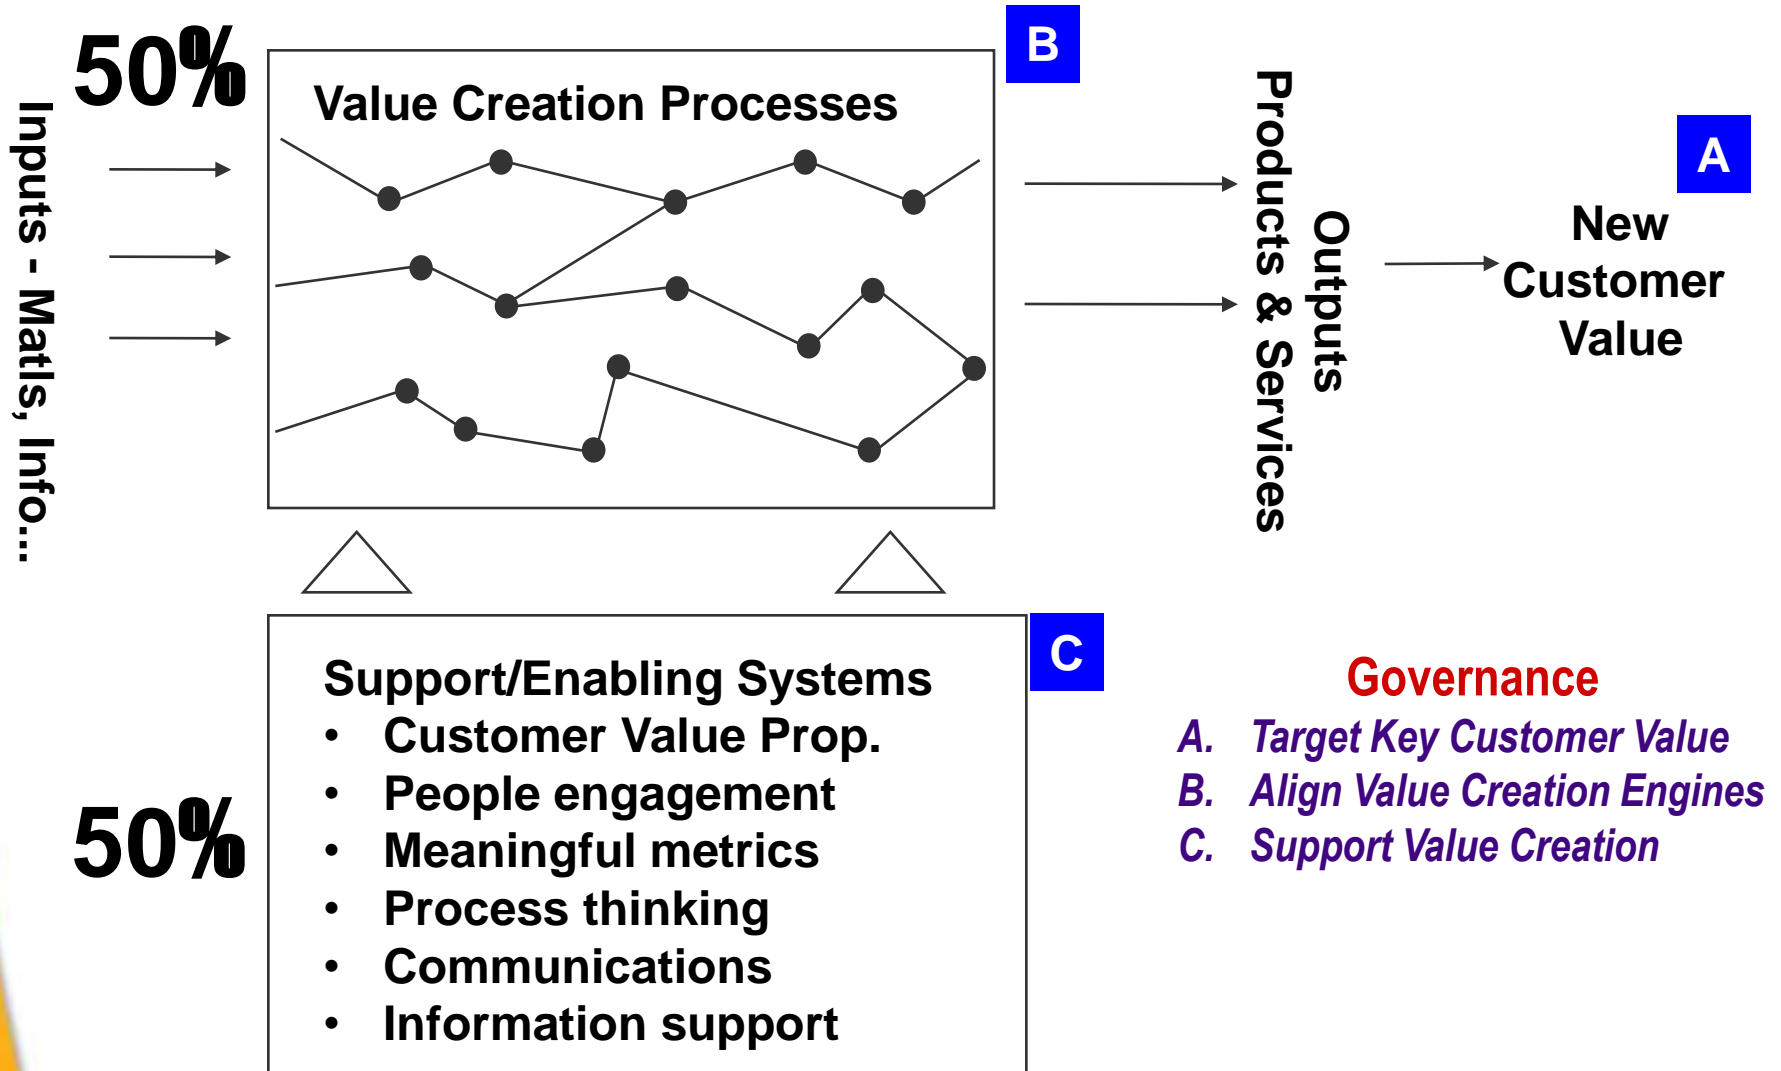 50%
Inputs - Matls, Info...
Value Creation Processes
B
Products & Services
Outputs
A
New
Customer
Value
50%
Support/Enabling Systems
• Customer Value Prop.
• People engagement
• Meaningful metrics
• Process thinking
• Communications
• Information support
C
Governance
A. Target Key Customer Value
B. Align Value Creation Engines
C. Support Value Creation